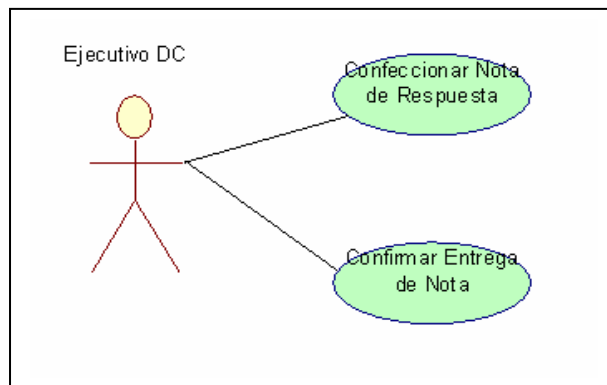 Ejecutivo DC
Confeccionar Nota
de Respuesta
Confirmar Entrega
de Nota